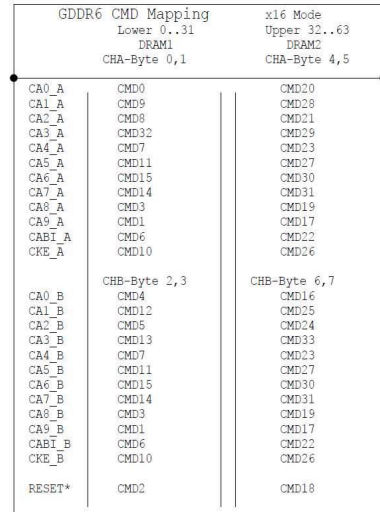 GDDR6 CMD Mapping x16 Mode
Lower 0..31 Upper 32..63
DRAM1 DRAM2
CHA-Byte 0,1 CHA-Byte 4,5
CA0_A CMD0 CMD20
CA1_A CMD9 CMD28
CA2_A CMD8 CMD21
CA3_A CMD32 CMD29
CA4_A CMD7 CMD23
CA5_A CMD11 CMD27
CA6_A CMD15 CMD30
CA7_A CMD14 CMD31
CA8_A CMD3 CMD19
CA9_A CMD1 CMD17
CABI_A CMD6 CMD22
CKE_A CMD10 CMD26
CHB-Byte 2,3 CHB-Byte 6,7
CA0_B CMD4 CMD16
CA1_B CMD12 CMD25
CA2_B CMD5 CMD24
CA3_B CMD13 CMD33
CA4_B CMD7 CMD23
CA5_B CMD11 CMD27
CA6_B CMD15 CMD30
CA7_B CMD14 CMD31
CA8_B CMD3 CMD19
CA9_B CMD1 CMD17
CABI_B CMD6 CMD22
CKE_B CMD10 CMD26
RESET* CMD2 CMD18